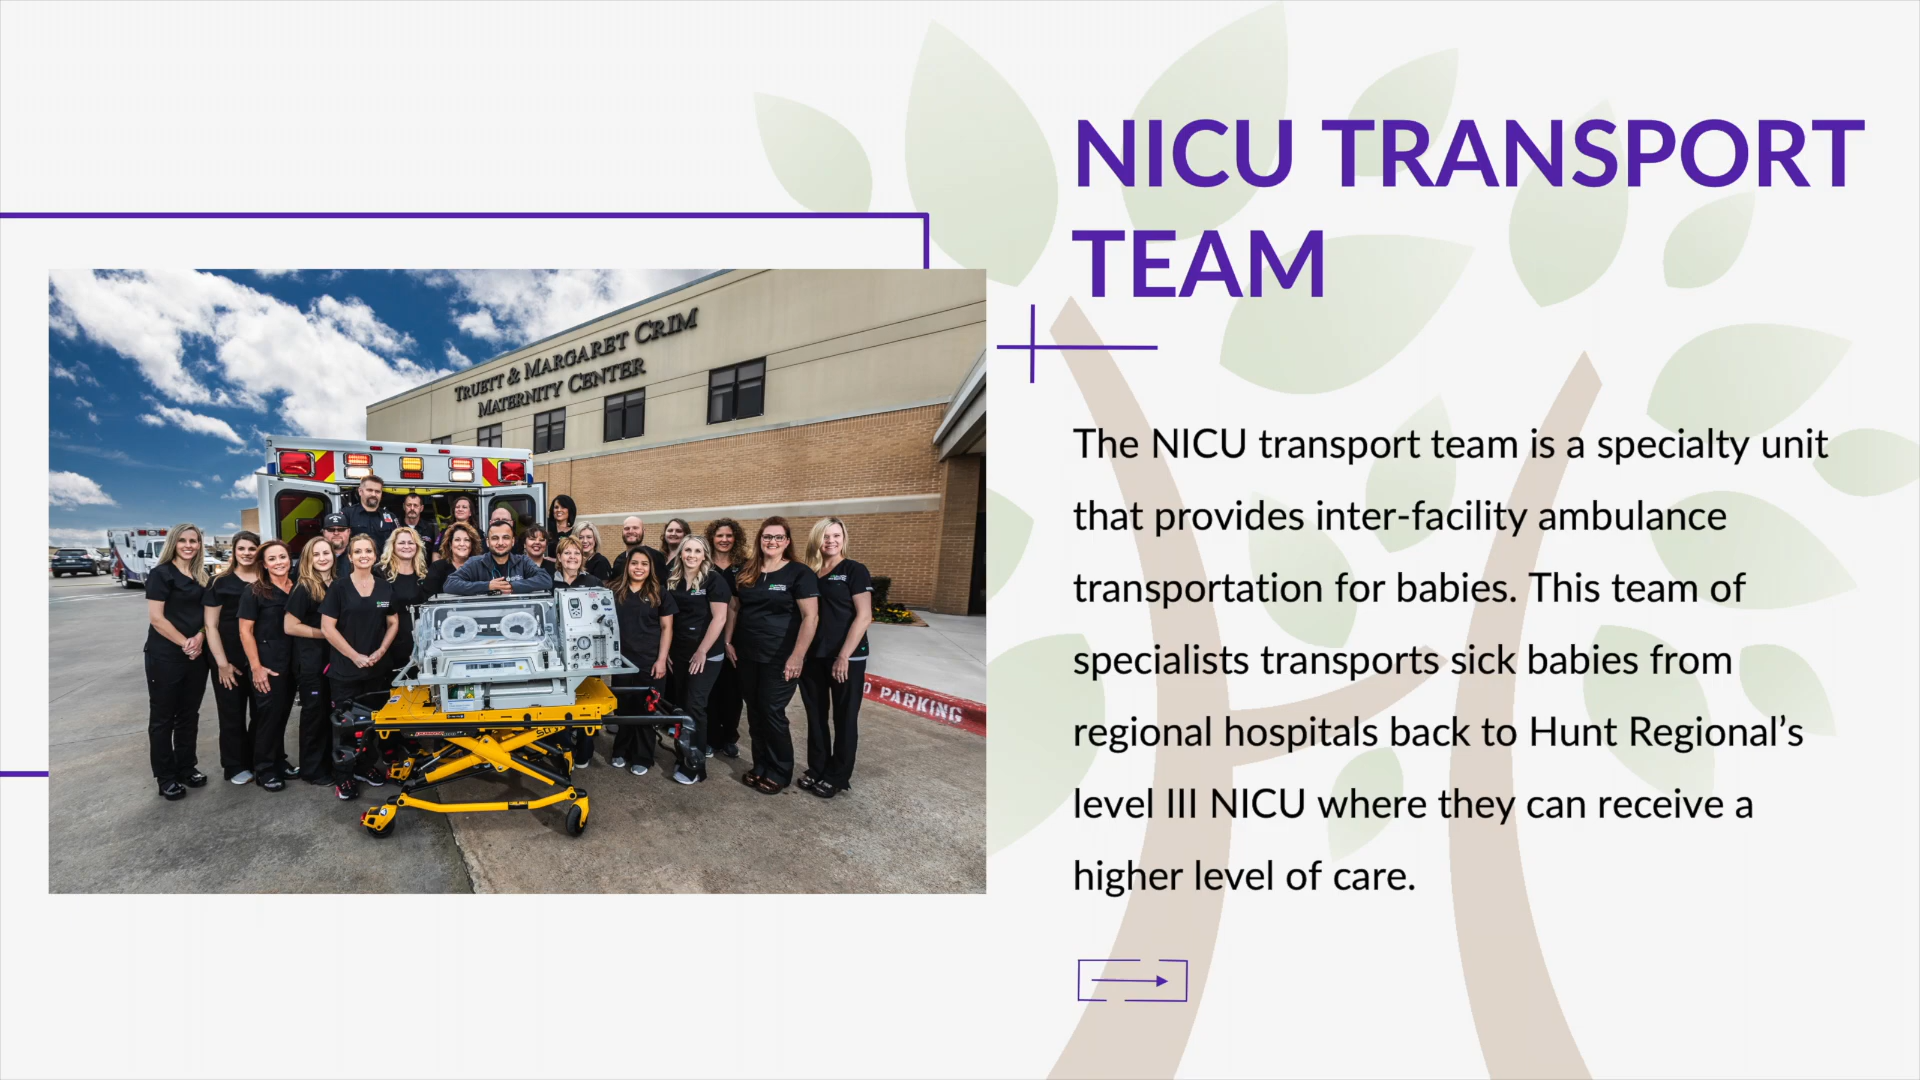 NICU TRANSPORT
TEAM
TRUETT & MARGARET CRIM
MATERNITY CENTER
PARKING
The NICU transport team is a specialty unit
that provides inter-facility ambulance
transportation for babies. This team of
specialists transports sick babies from
regional hospitals back to Hunt Regional’s
level III NICU where they can receive a
higher level of care.